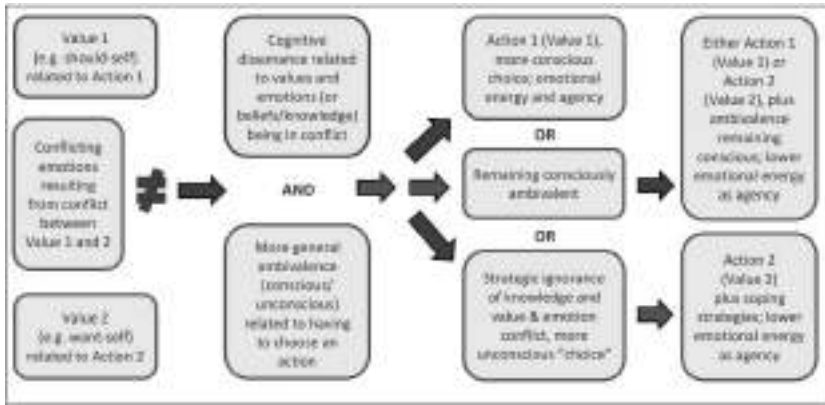 Value 1
(e.g. should-self)
related to Action 1
Conflicting
emotions
resulting
from conflict
between
Value 1 and 2
Value 2
(e.g. want-self)
related to Action 2
≠
Cognitive
dissonance related
to values and
emotions (or
beliefs/knowledge)
being in conflict
AND
More general
ambivalence
(conscious/
unconscious)
related to having
to choose an
action
Action 1 (Value 1),
more conscious
choice; emotional
energy and agency
OR
Remaining consciously
ambivalent
OR
Strategic ignorance
of knowledge and
value & emotion
conflict, more
unconscious "choice"
Either Action 1
(Value 1) or
Action 2
(Value 2), plus
ambivalence
remaining
conscious; lower
emotional energy
as agency
Action 2
(Value 2)
plus coping
strategies; lower
emotional energy
as agency